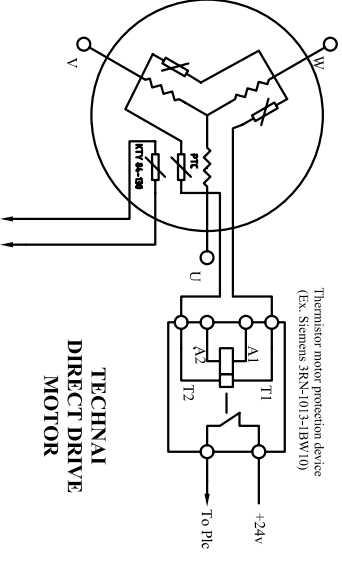 V
W
PTC
KTY 84-130
U
Thermistor motor protection device
(Ex. Siemens 3RN-1013-1BW10)
A2
A1
T2
T1
TECHNAI
DIRECT DRIVE
MOTOR
To Plc
+24v